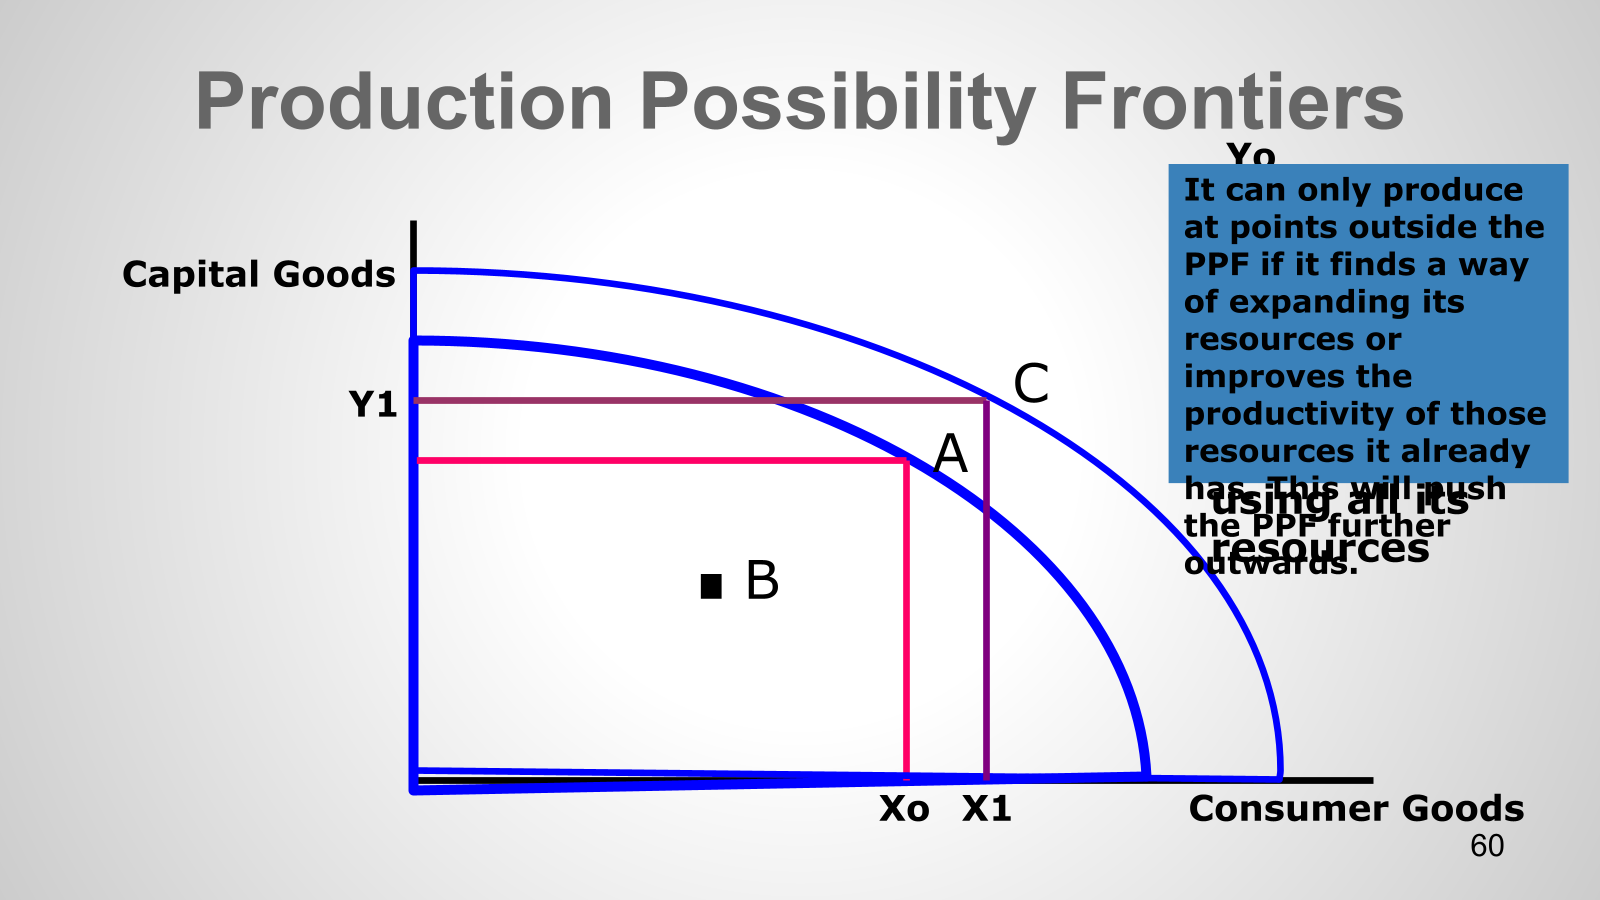 Production Possibility Frontiers
Yo
It can only produce
at points outside the
PPF if it finds a way
of expanding its
resources or
improves the
productivity of those
resources it already
has. This will push
using all its
the PPF further
resources
outwards.
Capital Goods
Y1
C
A
B
Xo
X1
Consumer Goods
60